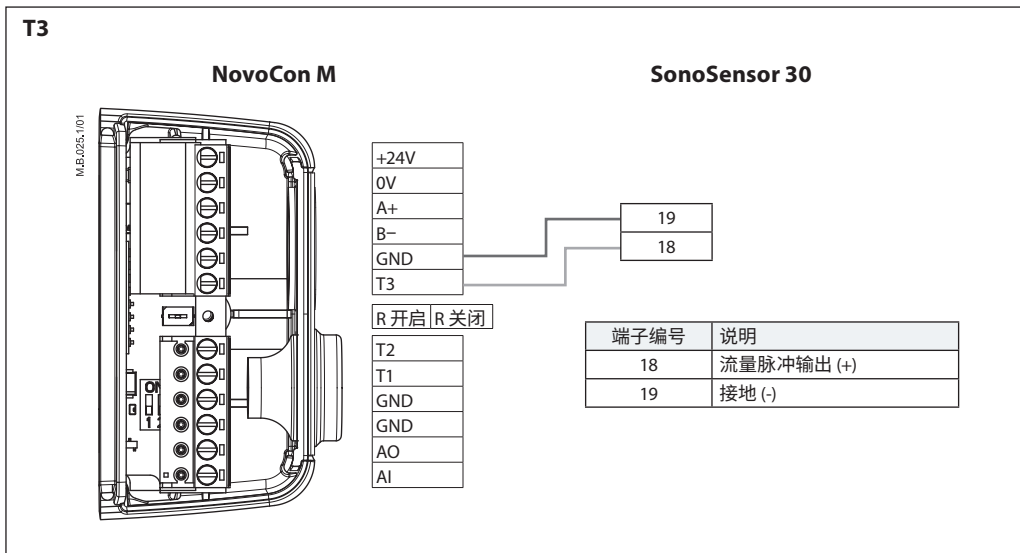 T3
NovoCon M
SonoSensor 30
M.B.025.1/01
+24V
0V
A+
B−
GND
T3
19
18
R 开启 R 关闭
T2
T1
GND
GND
AO
AI
端子编号 说明
18 流量脉冲输出 (+)
19 接地 (-)
1